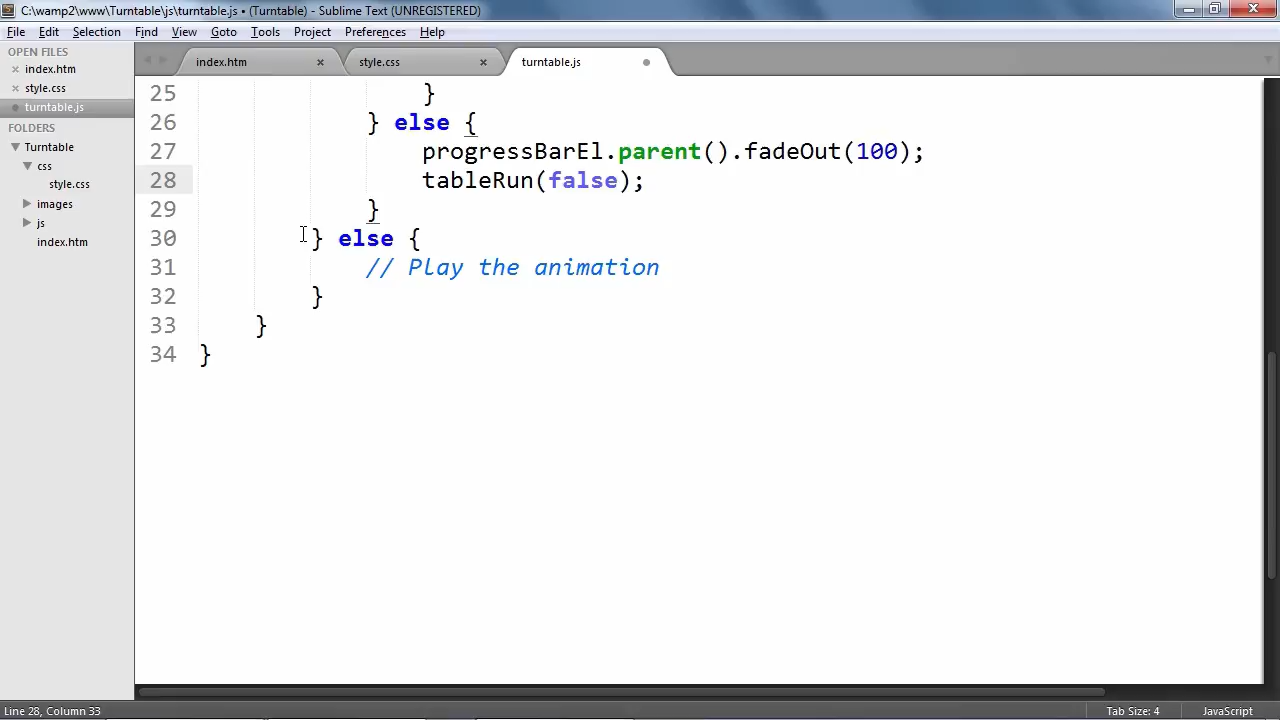 C:\wamp2\www\Turntable\js\turntable.js • (Turntable) - Sublime Text (UNREGISTERED)
File Edit Selection Find View Goto Tools Project Preferences Help
OPEN FILES
index.htm
style.css
turntable.js
FOLDERS
Turntable
css
style.css
images
js
index.htm
index.htm style.css turntable.js
25 }
26 } else {
27 progressBarEl.parent().fadeOut(100);
28 tableRun(false);
29 }
30 } else {
31 // Play the animation
32 }
33 }
34 }
Line 28, Column 33 Tab Size: 4 JavaScript